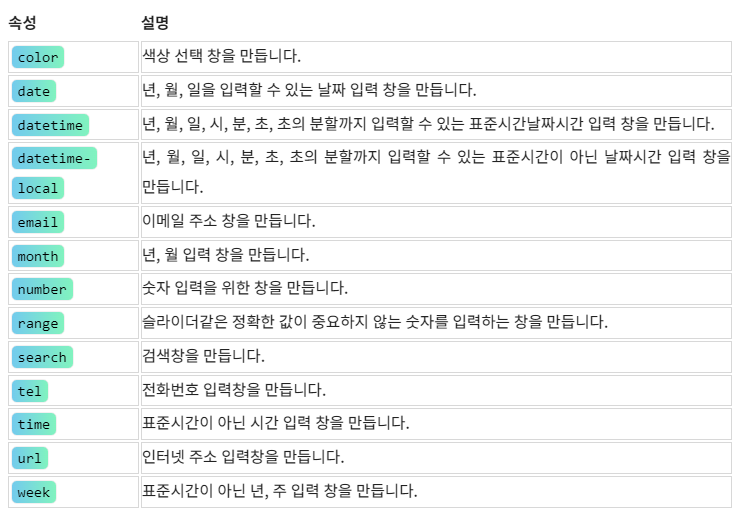 속성 설명
color 색상 선택 창을 만듭니다.
date 년, 월, 일을 입력할 수 있는 날짜 입력 창을 만듭니다.
datetime 년, 월, 일, 시, 분, 초, 초의 분할까지 입력할 수 있는 표준시간날짜시간 입력 창을 만듭니다.
datetime- 년, 월, 일, 시, 분, 초, 초의 분할까지 입력할 수 있는 표준시간이 아닌 날짜시간 입력 창을
local 만듭니다.
email 이메일 주소 창을 만듭니다.
month 년, 월 입력 창을 만듭니다.
number 숫자 입력을 위한 창을 만듭니다.
range 슬라이더같은 정확한 값이 중요하지 않는 숫자를 입력하는 창을 만듭니다.
search 검색창을 만듭니다.
tel 전화번호 입력창을 만듭니다.
time 표준시간이 아닌 시간 입력 창을 만듭니다.
url 인터넷 주소 입력창을 만듭니다.
week 표준시간이 아닌 년, 주 입력 창을 만듭니다.